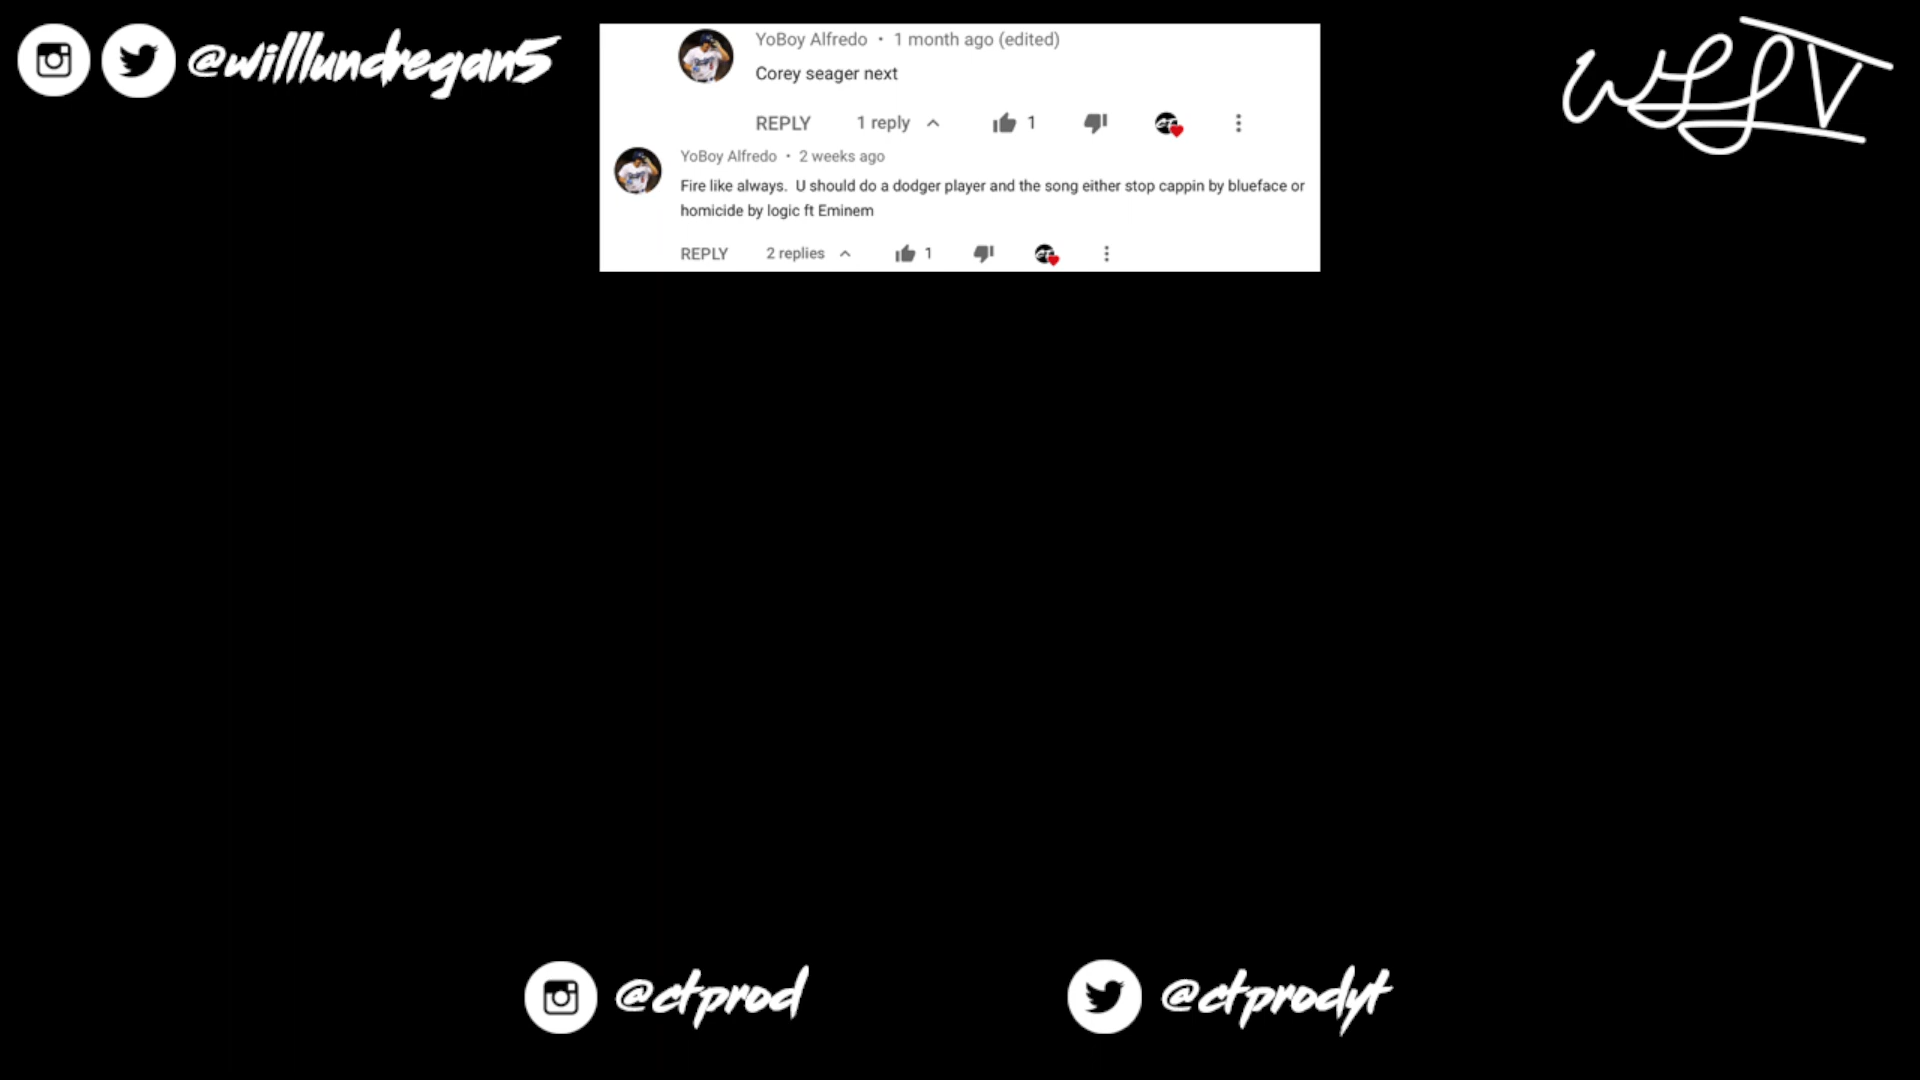 @willlundregan5
YoBoy Alfredo • 1 month ago (edited)
Corey seager next
REPLY 1 reply 1
YoBoy Alfredo • 2 weeks ago
Fire like always. U should do a dodger player and the song either stop cappin by blueface or
homicide by logic ft Eminem
REPLY 2 replies 1
@ctprod
@ctprodyt